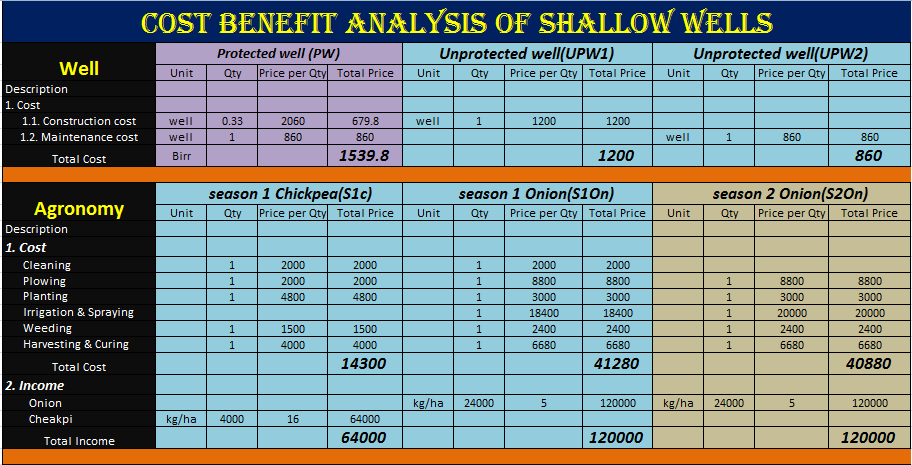 COST BENEFIT ANALYSIS OF SHALLOW WELLS
Well Protected well (PW) Unprotected well(UPW1) Unprotected well(UPW2)
Unit Qty Price per Qty Total Price Unit Qty Price per Qty Total Price Unit Qty Price per Qty Total Price
Description
1. Cost
1.1. Construction cost well 0.33 2060 679.8 well 1 1200 1200
1.2. Maintenance cost well 1 860 860 well 1 860 860
Total Cost Birr 1539.8 1200 860
Agronomy season 1 Chickpea(S1c) season 1 Onion(S1On) season 2 Onion(S2On)
Unit Qty Price per Qty Total Price Unit Qty Price per Qty Total Price Unit Qty Price per Qty Total Price
Description
1. Cost
Cleaning 1 2000 2000 1 2000 2000
Plowing 1 2000 2000 1 8800 8800 1 8800 8800
Planting 1 4800 4800 1 3000 3000 1 3000 3000
Irrigation & Spraying 1 18400 18400 1 20000 20000
Weeding 1 1500 1500 1 2400 2400 1 2400 2400
Harvesting & Curing 1 4000 4000 1 6680 6680 1 6680 6680
Total Cost 14300 41280 40880
2. Income
Onion kg/ha 24000 5 120000 kg/ha 24000 5 120000
Cheakpi kg/ha 4000 16 64000
Total Income 64000 120000 120000